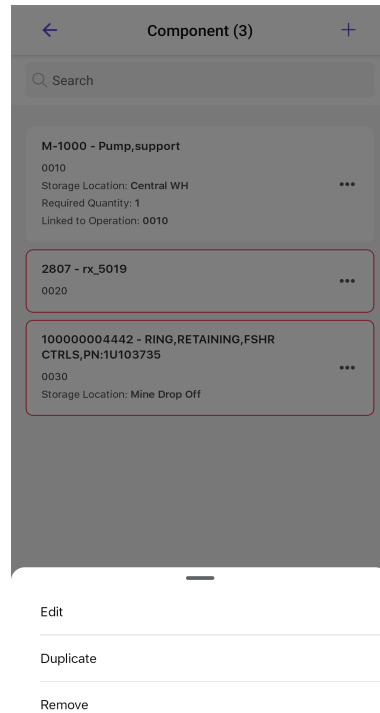 Component (3)
Search
M-1000 - Pump,support
0010
Storage Location: Central WH
Required Quantity: 1
Linked to Operation: 0010
2807 - rx_5019
0020
100000004442 - RING,RETAINING,FSHR
CTRLS,PN:1U103735
0030
Storage Location: Mine Drop Off
Edit
Duplicate
Remove